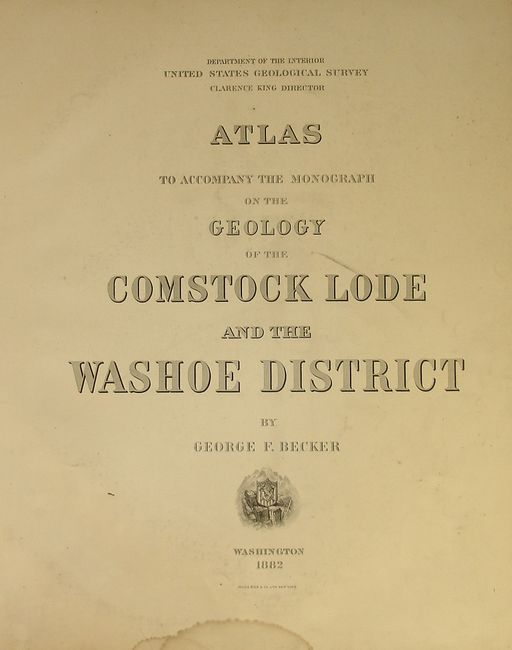 DEPARTMENT OF THE INTERIOR
UNITED STATES GEOLOGICAL SURVEY
CLARENCE KING DIRECTOR
ATLAS
TO ACCOMPANY THE MONOGRAPH
ON THE
GEOLOGY
OF THE
COMSTOCK LODE
AND THE
WASHOE DISTRICT
BY
GEORGE F. BECKER
WASHINGTON
1882